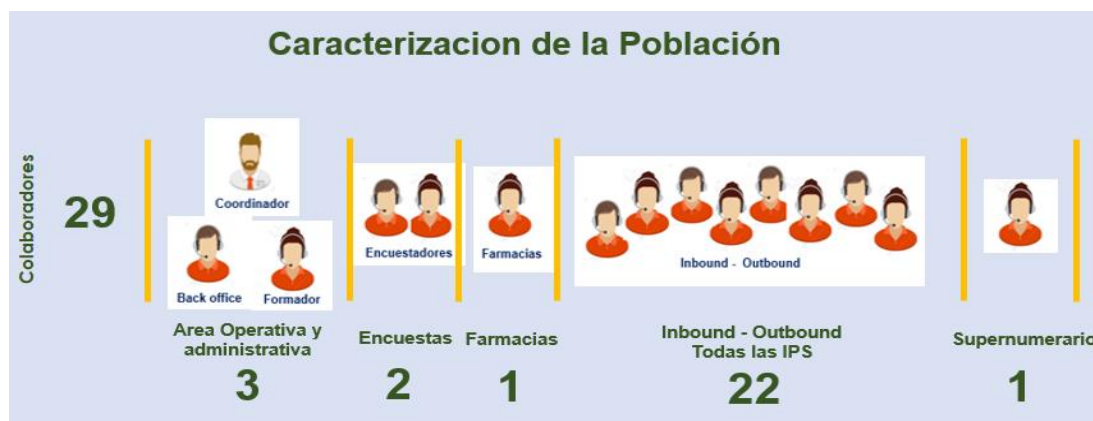 Caracterizacion de la Población
Colaboradores
29
Coordinador
Back office
Formador
Area Operativa y
administrativa
3
Encuestadores
Encuestas
2
Farmacias
Farmacias
1
Inbound - Outbound
Inbound - Outbound
Todas las IPS
22
Supernumerario
1